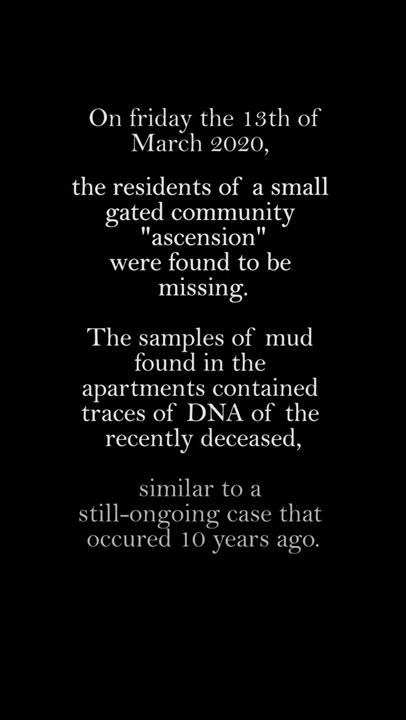 On friday the 13th of
March 2020,
the residents of a small
gated community
"ascension"
were found to be
missing.
The samples of mud
found in the
apartments contained
traces of DNA of the
recently deceased,
similar to a
still-ongoing case that
occured 10 years ago.